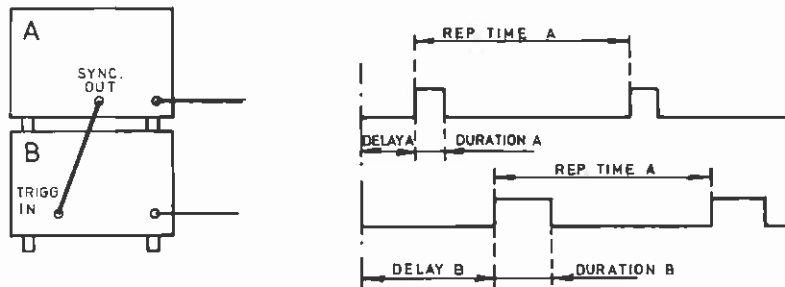 A
SYNC.
OUT
B
TRIGG
IN
REP TIME A
DELAY A
DURATION A
REP TIME A
DELAY B
DURATION B